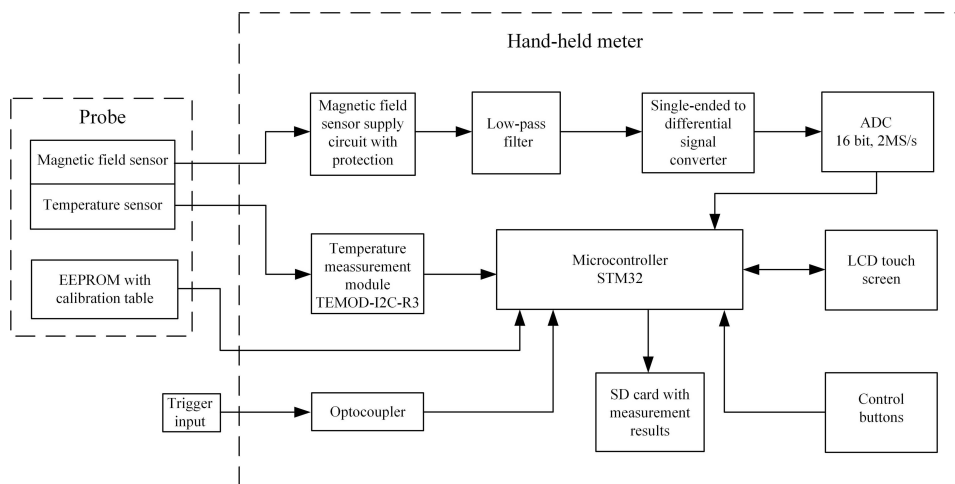 Hand-held meter
Probe
Magnetic field sensor
Temperature sensor
EEPROM with
calibration table
Magnetic field
sensor supply
circuit with
protection
Low-pass
filter
Single-ended to
differential
signal
converter
ADC
16 bit, 2MS/s
Temperature
meassurement
module
TEMOD-I2C-R3
Microcontroller
STM32
LCD touch
screen
Trigger
input
Optocoupler
SD card with
measurement
results
Control
buttons